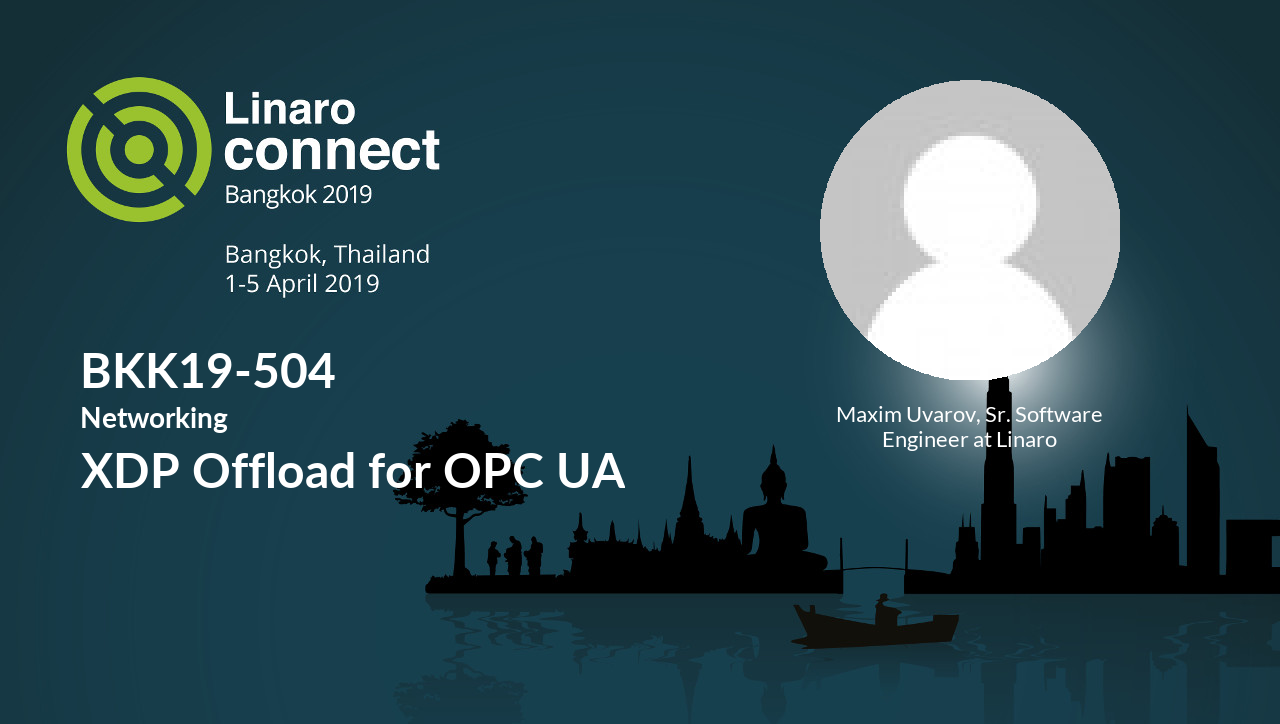 Linaro
connect
Bangkok 2019
Bangkok, Thailand
1-5 April 2019
BKK19-504
Networking
XDP Offload for OPC UA
Maxim Uvarov, Sr. Software
Engineer at Linaro